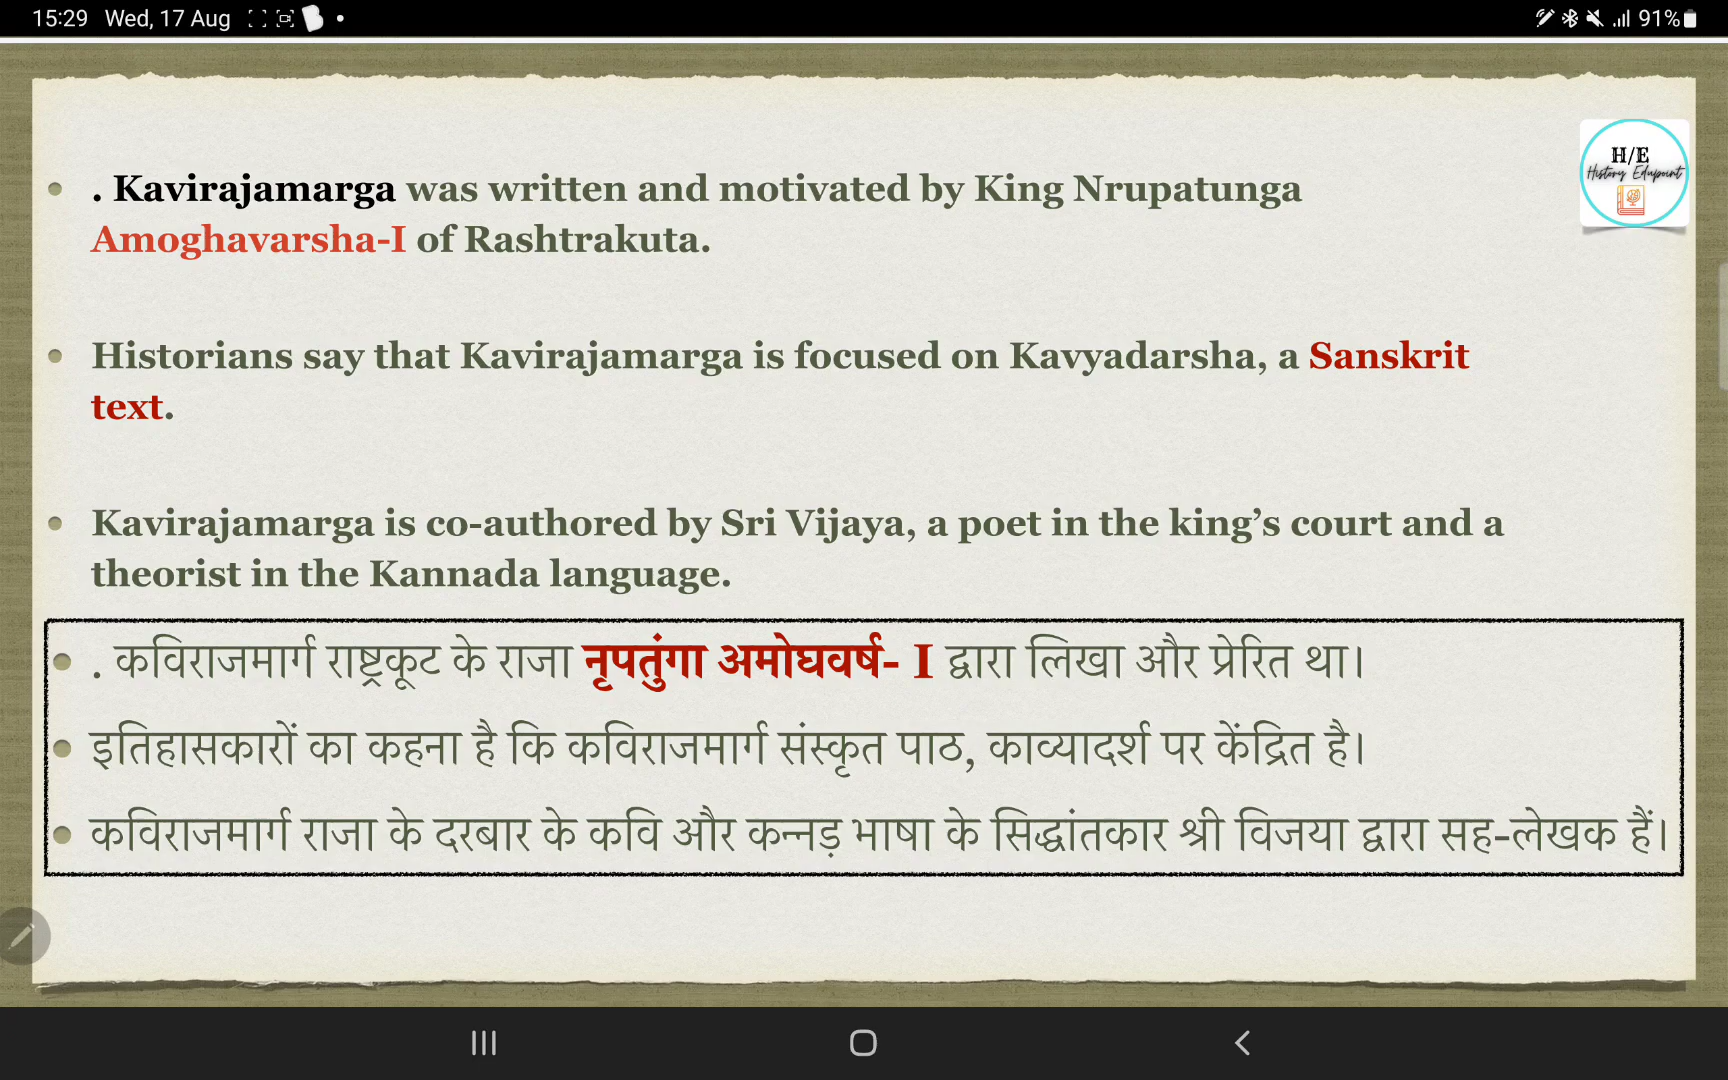 15:29 Wed, 17 Aug
91%
H/E
History Edupoint
. Kavirajamarga was written and motivated by King Nrupatunga
Amoghavarsha-I of Rashtrakuta.
Historians say that Kavirajamarga is focused on Kavyadarsha, a Sanskrit
text.
Kavirajamarga is co-authored by Sri Vijaya, a poet in the king’s court and a
theorist in the Kannada language.
. कविराजमार्ग राष्ट्रकूट के राजा नृपतुंगा अमोघवर्ष- I द्वारा लिखा और प्रेरित था।
इतिहासकारों का कहना है कि कविराजमार्ग संस्कृत पाठ, काव्यादर्श पर केंद्रित है।
कविराजमार्ग राजा के दरबार के कवि और कन्नड़ भाषा के सिद्धांतकार श्री विजया द्वारा सह-लेखक हैं।